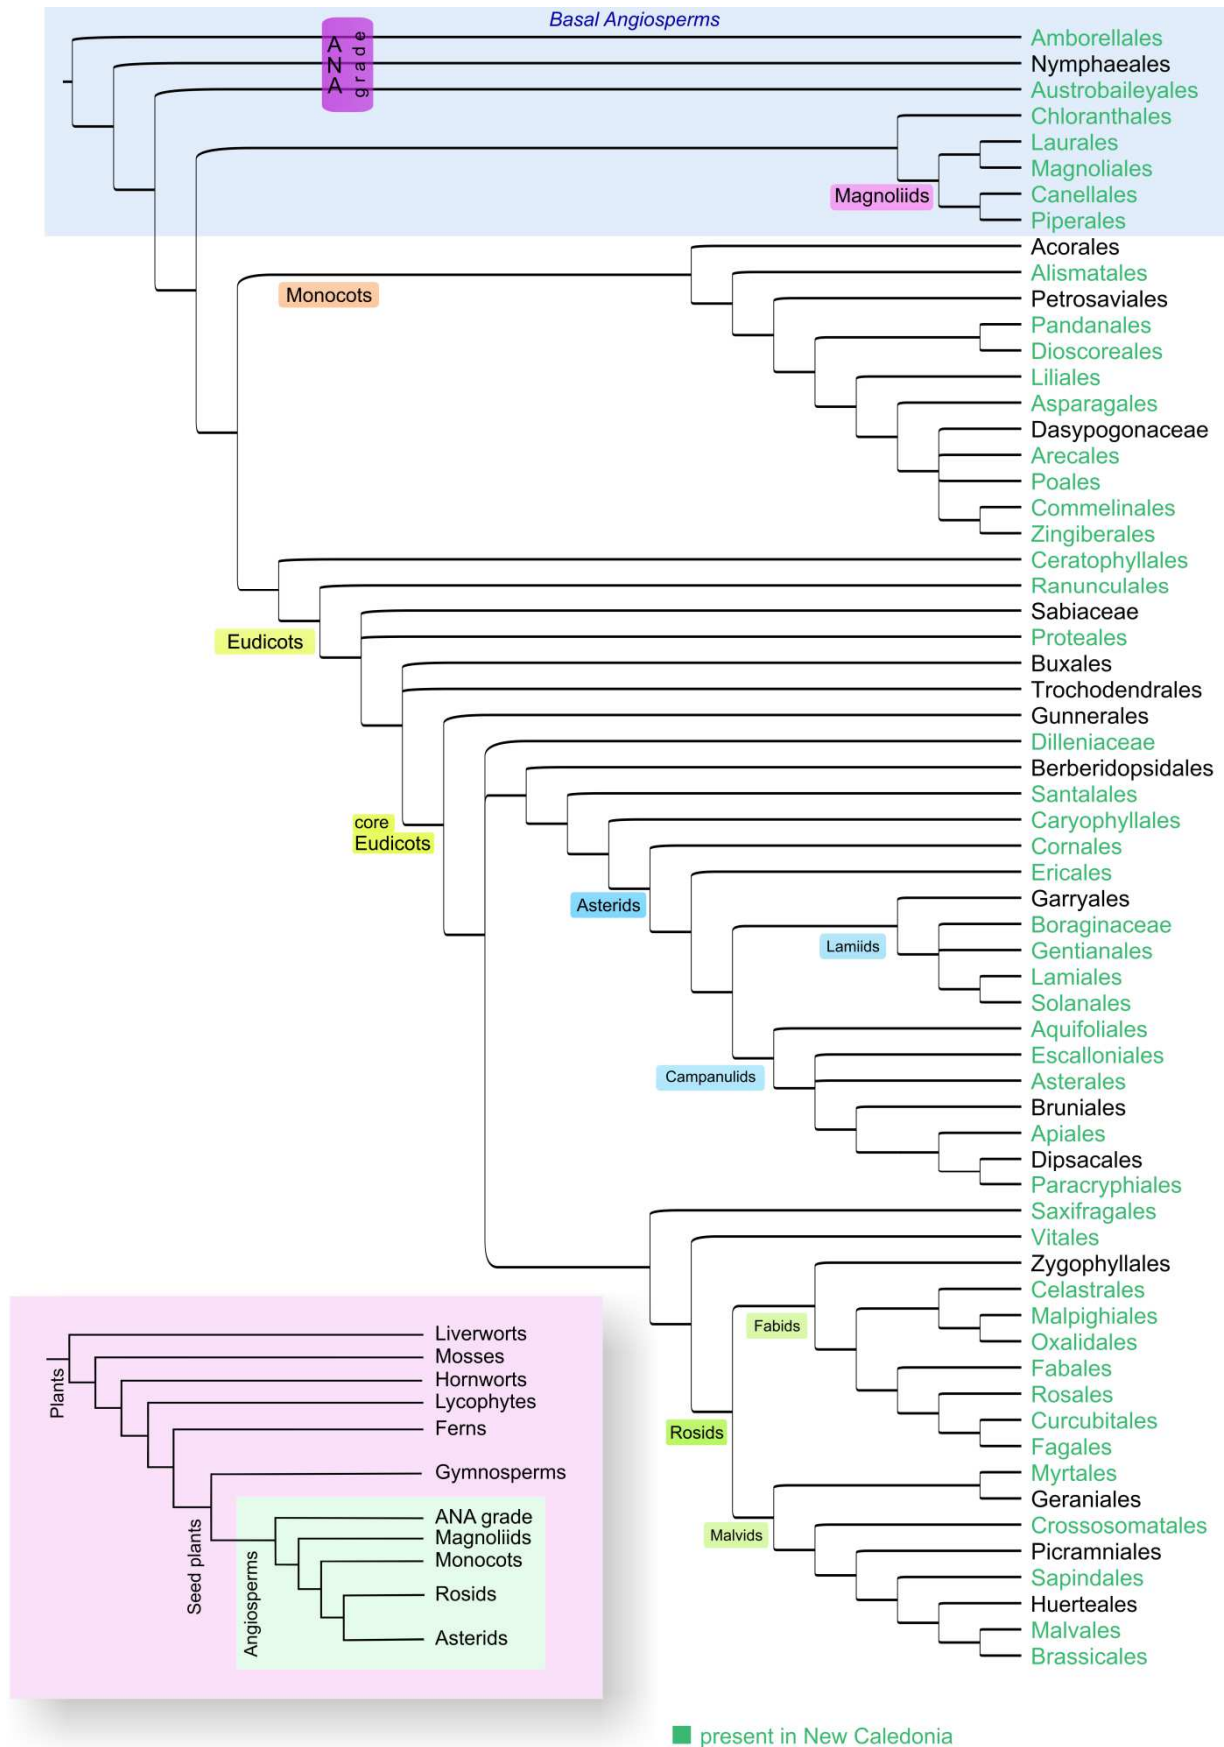 Basal Angiosperms
ANA
grade
Amborellales
Nymphaeales
Austrobaileyales
Chloranthales
Laurales
Magnoliales
Magnoliids
Canellales
Piperales
Acorales
Alismatales
Monocots
Petrosaviales
Pandanales
Dioscoreales
Liliales
Asparagales
Dasypogonaceae
Arecales
Poales
Commelinales
Zingiberales
Ceratophyllales
Ranunculales
Sabiaceae
Eudicots
Proteales
Buxales
Trochodendrales
Gunnerales
Dilleniaceae
Berberidopsidales
Santalales
core
Eudicots
Caryophyllales
Cornales
Ericales
Asterids
Garryales
Boraginaceae
Lamiids
Gentianales
Lamiales
Solanales
Aquifoliales
Escalloniales
Campanulids
Asterales
Bruniales
Apiales
Dipsacales
Paracryphiales
Saxifragales
Vitales
Zygophyllales
Celastrales
Malpighiales
Fabids
Oxalidales
Fabales
Rosales
Curcubitales
Rosids
Fagales
Myrtales
Geraniales
Crossosomatales
Malvids
Picramniales
Sapindales
Huerteales
Malvales
Brassicales
Plants
Liverworts
Mosses
Hornworts
Lycophytes
Ferns
Gymnosperms
Seed plants
Angiosperms
ANA grade
Magnoliids
Monocots
Rosids
Asterids
present in New Caledonia